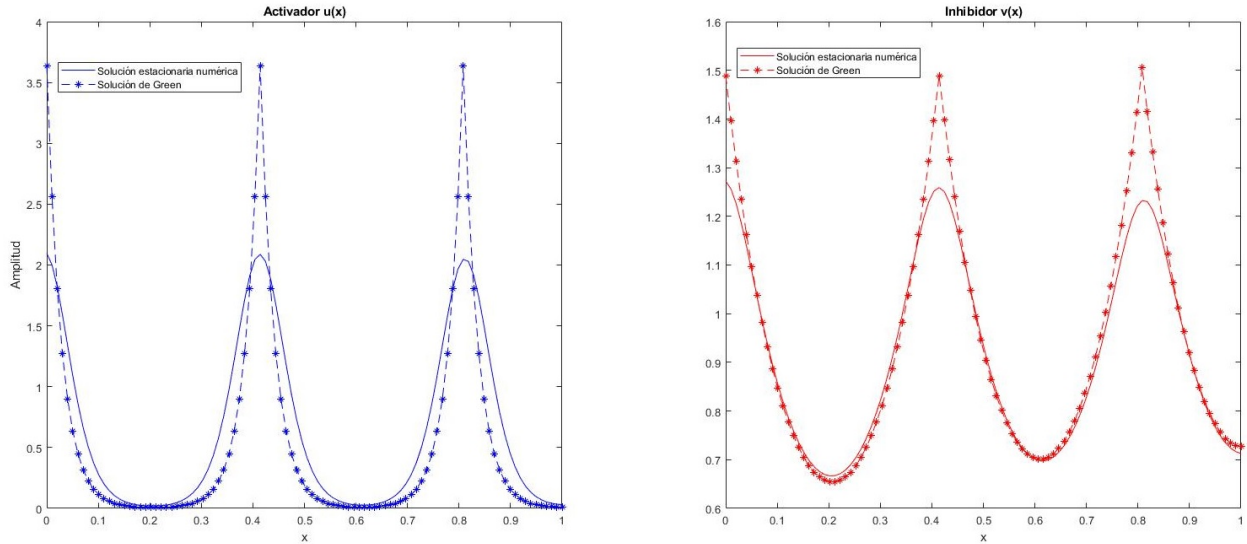 Activador u(x)
4
3.5
3
2.5
2
1.5
1
0.5
0
Amplitud
Solución estacionaria numérica
Solución de Green
0 0.1 0.2 0.3 0.4 0.5 0.6 0.7 0.8 0.9 1
x
Inhibidor v(x)
1.6
1.5
1.4
1.3
1.2
1.1
1
0.9
0.8
0.7
0.6
Solución estacionaria numérica
Solución de Green
0 0.1 0.2 0.3 0.4 0.5 0.6 0.7 0.8 0.9 1
x